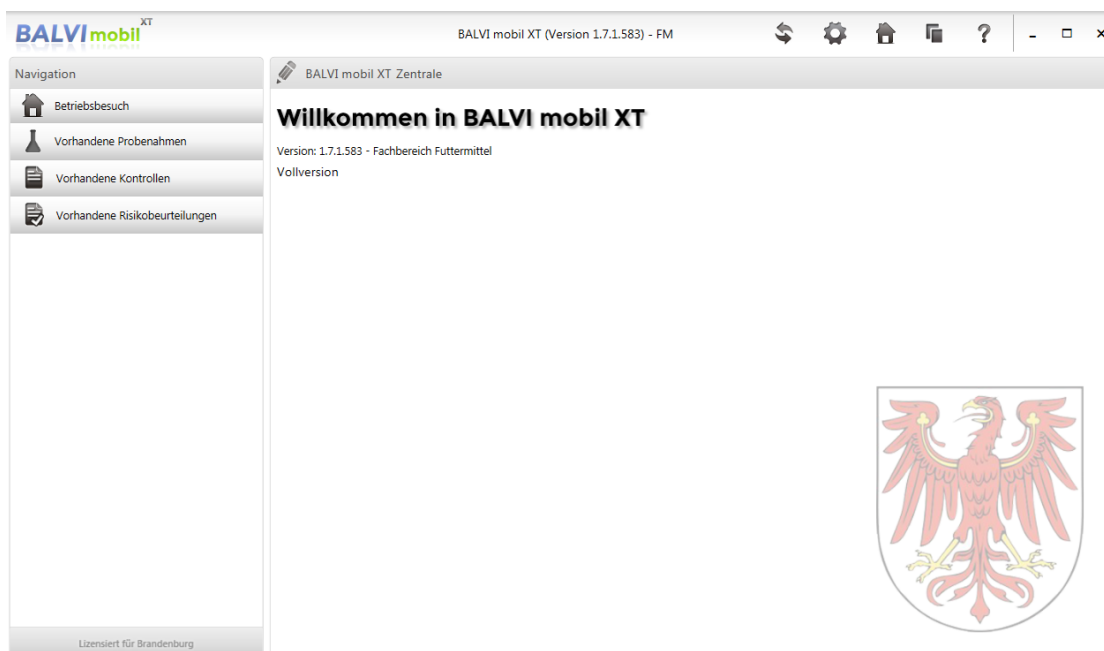 BALVI mobil XT
BALVI mobil XT (Version 1.7.1.583) - FM
?
Navigation
BALVI mobil XT Zentrale
Betriebsbesuch
Vorhandene Probenahmen
Vorhandene Kontrollen
Vorhandene Risikobeurteilungen
Willkommen in BALVI mobil XT
Version: 1.7.1.583 - Fachbereich Futtermittel
Vollversion
Lizensiert für Brandenburg